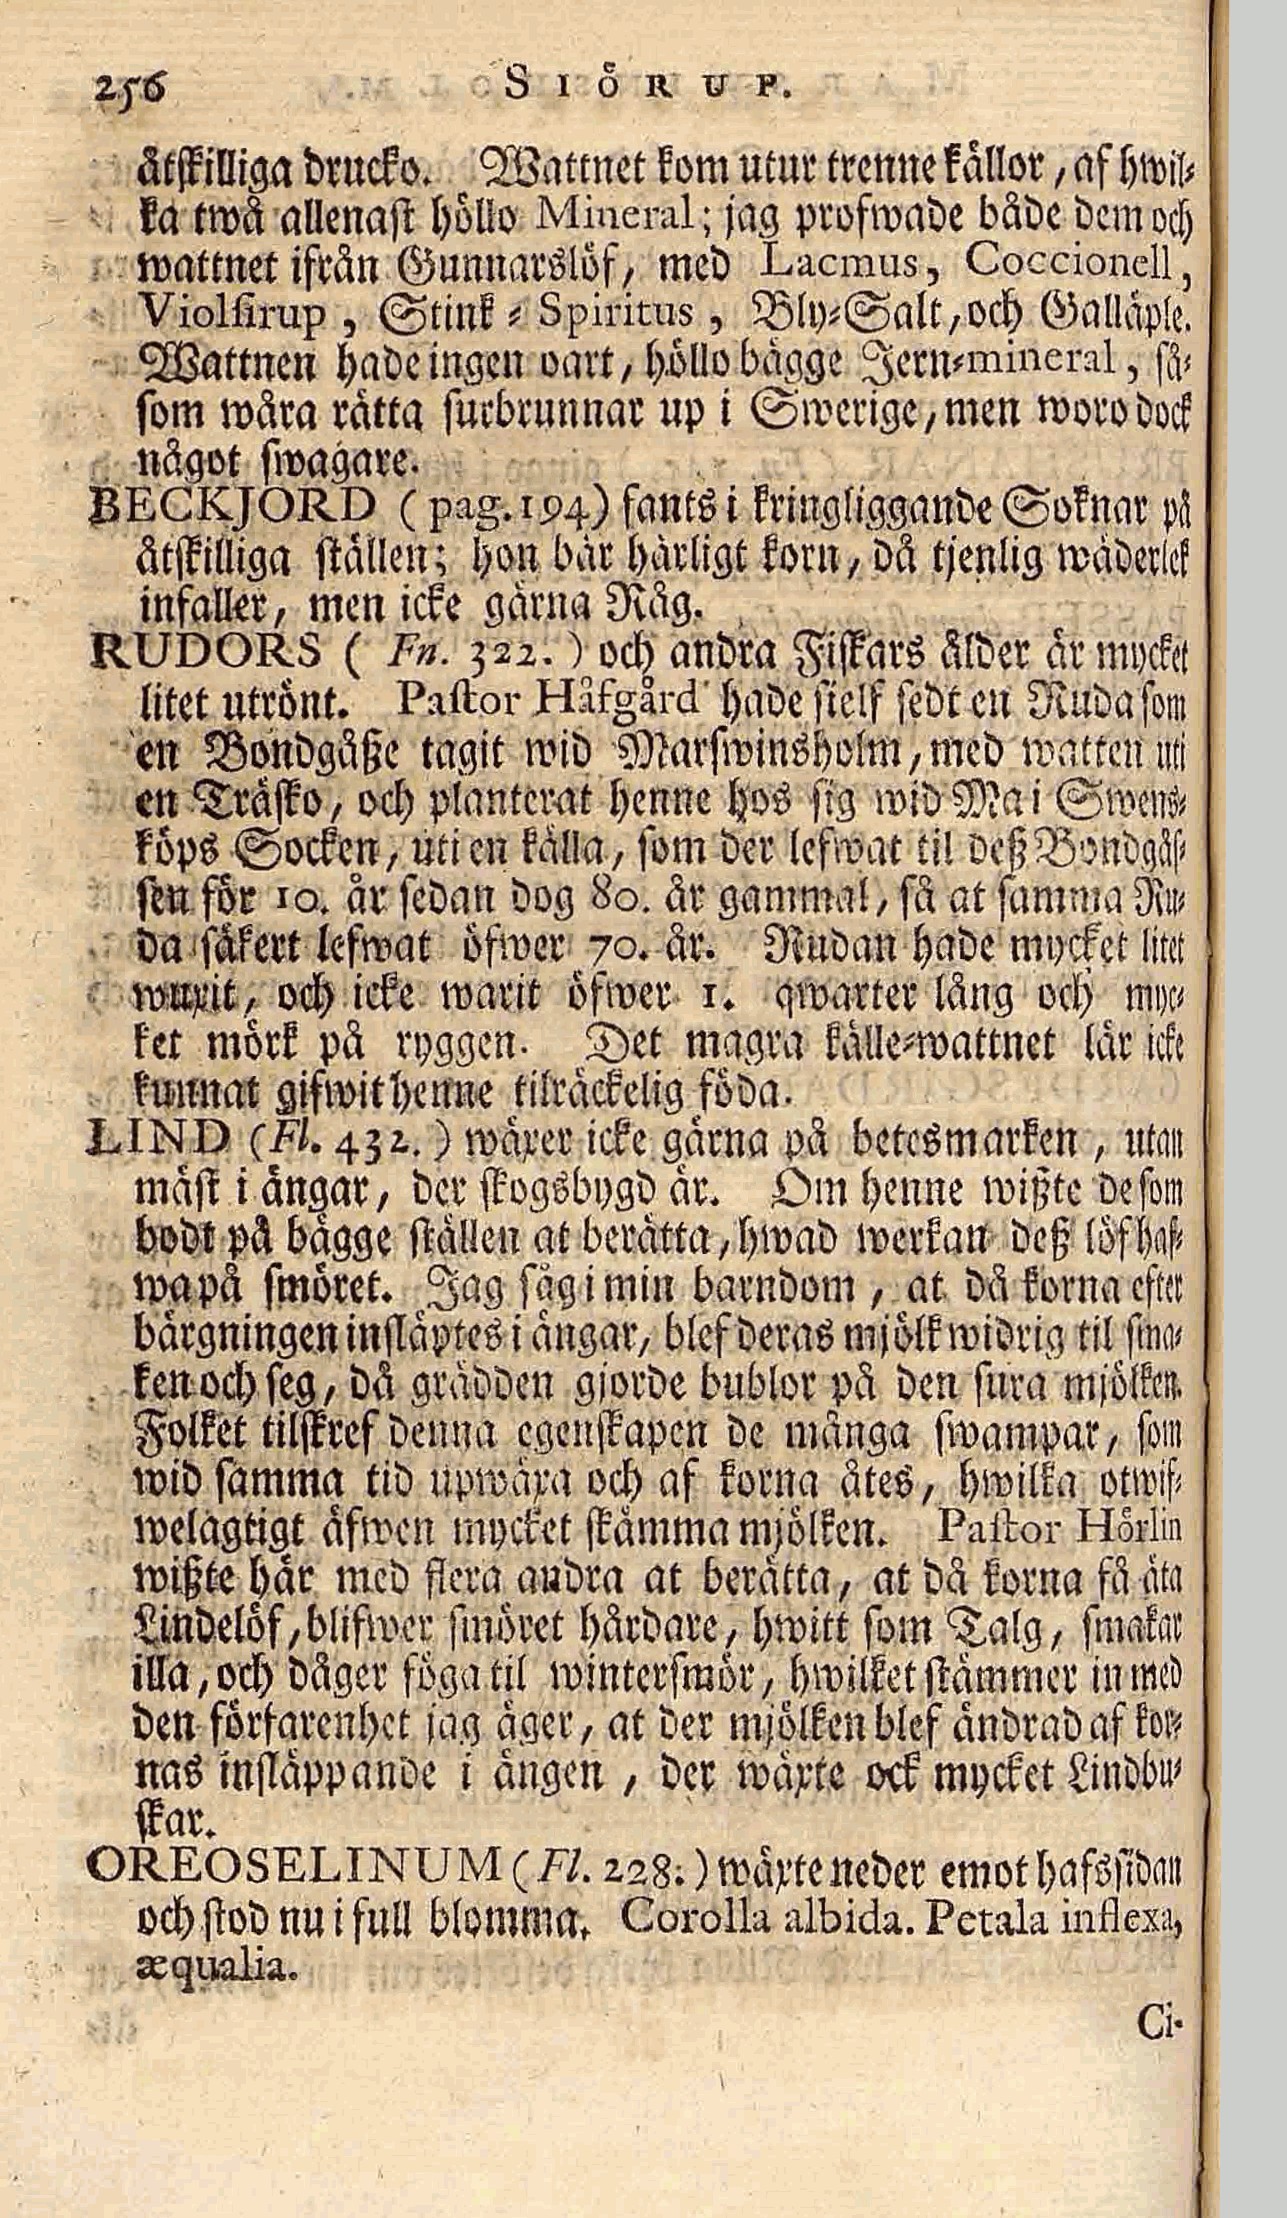 256 SIÖRUP.
åtskilliga drucko. Wattnet kom utur trenne källor, af hwil-
ka twå allenast höllo Mineral; jag profwade både dem och
wattnet ifrån Gunnarslöf, med Lacmus, Coccionell,
Violsirup, Stink-Spiritus, Bly-Salt, och Galläple.
Wattnen hade ingen oart, höllo bägge Jern-mineral, så-
som wåra rätta surbrunnar up i Swerige, men woro dock
något swagare.
BECKJORD (pag. 194) fants i kringliggande Soknar på
åtskilliga ställen; hon bär härligt korn, då tjenlig wäderlek
infaller, men icke gärna Råg.
RUDORS (Fn. 322.) och andra Fiskars ålder är mycket
litet utrönt. Pastor Håfgård hade sielf sedt en Ruda som
en Bondgåsze tagit wid Marswinsholm, med watten uti
en Träsko, och planterat henne hos sig wid Ma i Swens-
köps Socken, uti en källa, som der lefwat til desz Bondgås-
sen för 10. år sedan dog 80. år gammal, så at samma Ru-
da säkert lefwat öfwer 70. år. Rudan hade mycket litet
wuxit, och icke warit öfwer 1. qwarter lång och myc-
ket mörk på ryggen. Det magra källe-wattnet lär icke
kunnat gifwit henne tilräckelig föda.
LIND (Fl. 432.) wäxer icke gärna på betesmarken, utan
mäst i ängar, der skogsbygd är. Om henne wiszte de som
bodt på bägge ställen at berätta, hwad werkan desz löf haf-
wa på smöret. Jag såg i min barndom, at då korna efter
bärgningen insläptes i ängar, blef deras mjölk widrig til sma-
ken och seg, då grädden gjorde bublor på den sura mjölken.
Folket tilskref denna egenskapen de många swampar, som
wid samma tid upwäxa och af korna åtes, hwilka otwif-
welagtigt äfwen mycket skämma mjölken. Pastor Hörlin
wiszte här med flera andra at berätta, at då korna få äta
Lindelöf, blifwer smöret hårdare, hwitt som Talg, smakar
illa, och dåger föga til wintersmör, hwilket stämmer in med
den förfarenhet jag äger, at der mjölken blef ändrad af kor-
nas insläppande i ängen, der wäxte ock mycket Lindbu-
skar.
OREOSELINUM (Fl. 228.) wäxte neder emot hafssidan
och stod nu i full blomma. Corolla albida. Petala inflexa,
æqualia.
Ci-